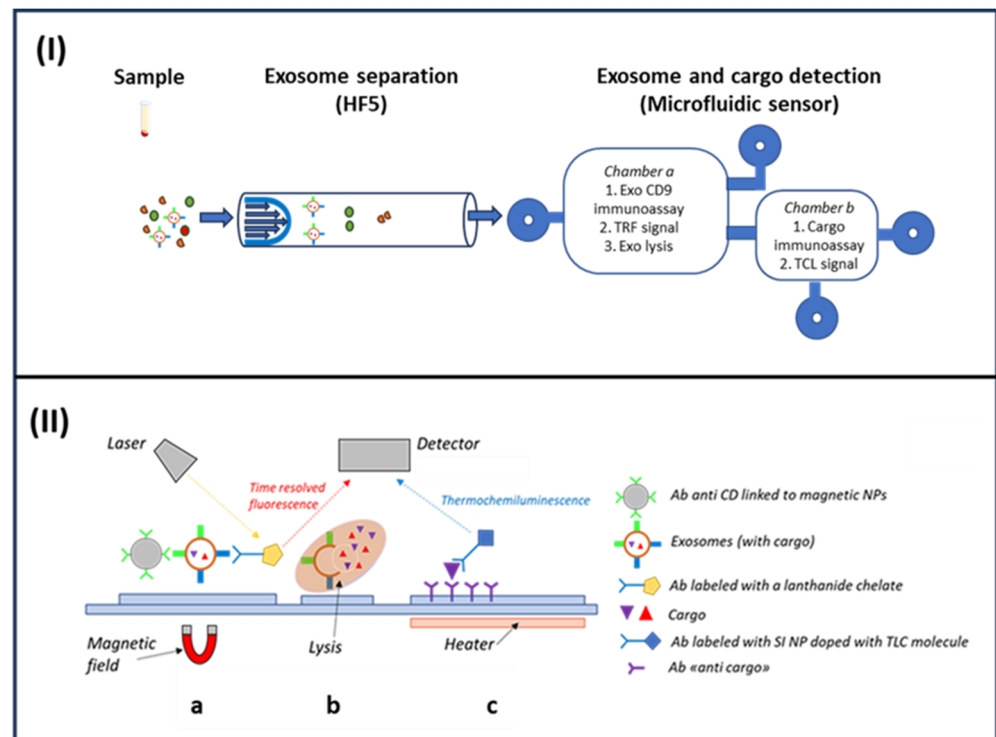 (I)
Sample
Exosome separation
(HF5)
Exosome and cargo detection
(Microfluidic sensor)
Chamber a
1. Exo CD9
immunoassay
2. TRF signal
3. Exo lysis
Chamber b
1. Cargo
immunoassay
2. TCL signal
(II)
Laser
Detector
Time resolved
fluorescence
Thermochemiluminescence
Magnetic
field
Lysis
Heater
a
b
c
Ab anti CD linked to magnetic NPs
Exosomes (with cargo)
Ab labeled with a lanthanide chelate
Cargo
Ab labeled with SI NP doped with TLC molecule
Ab «anti cargo»